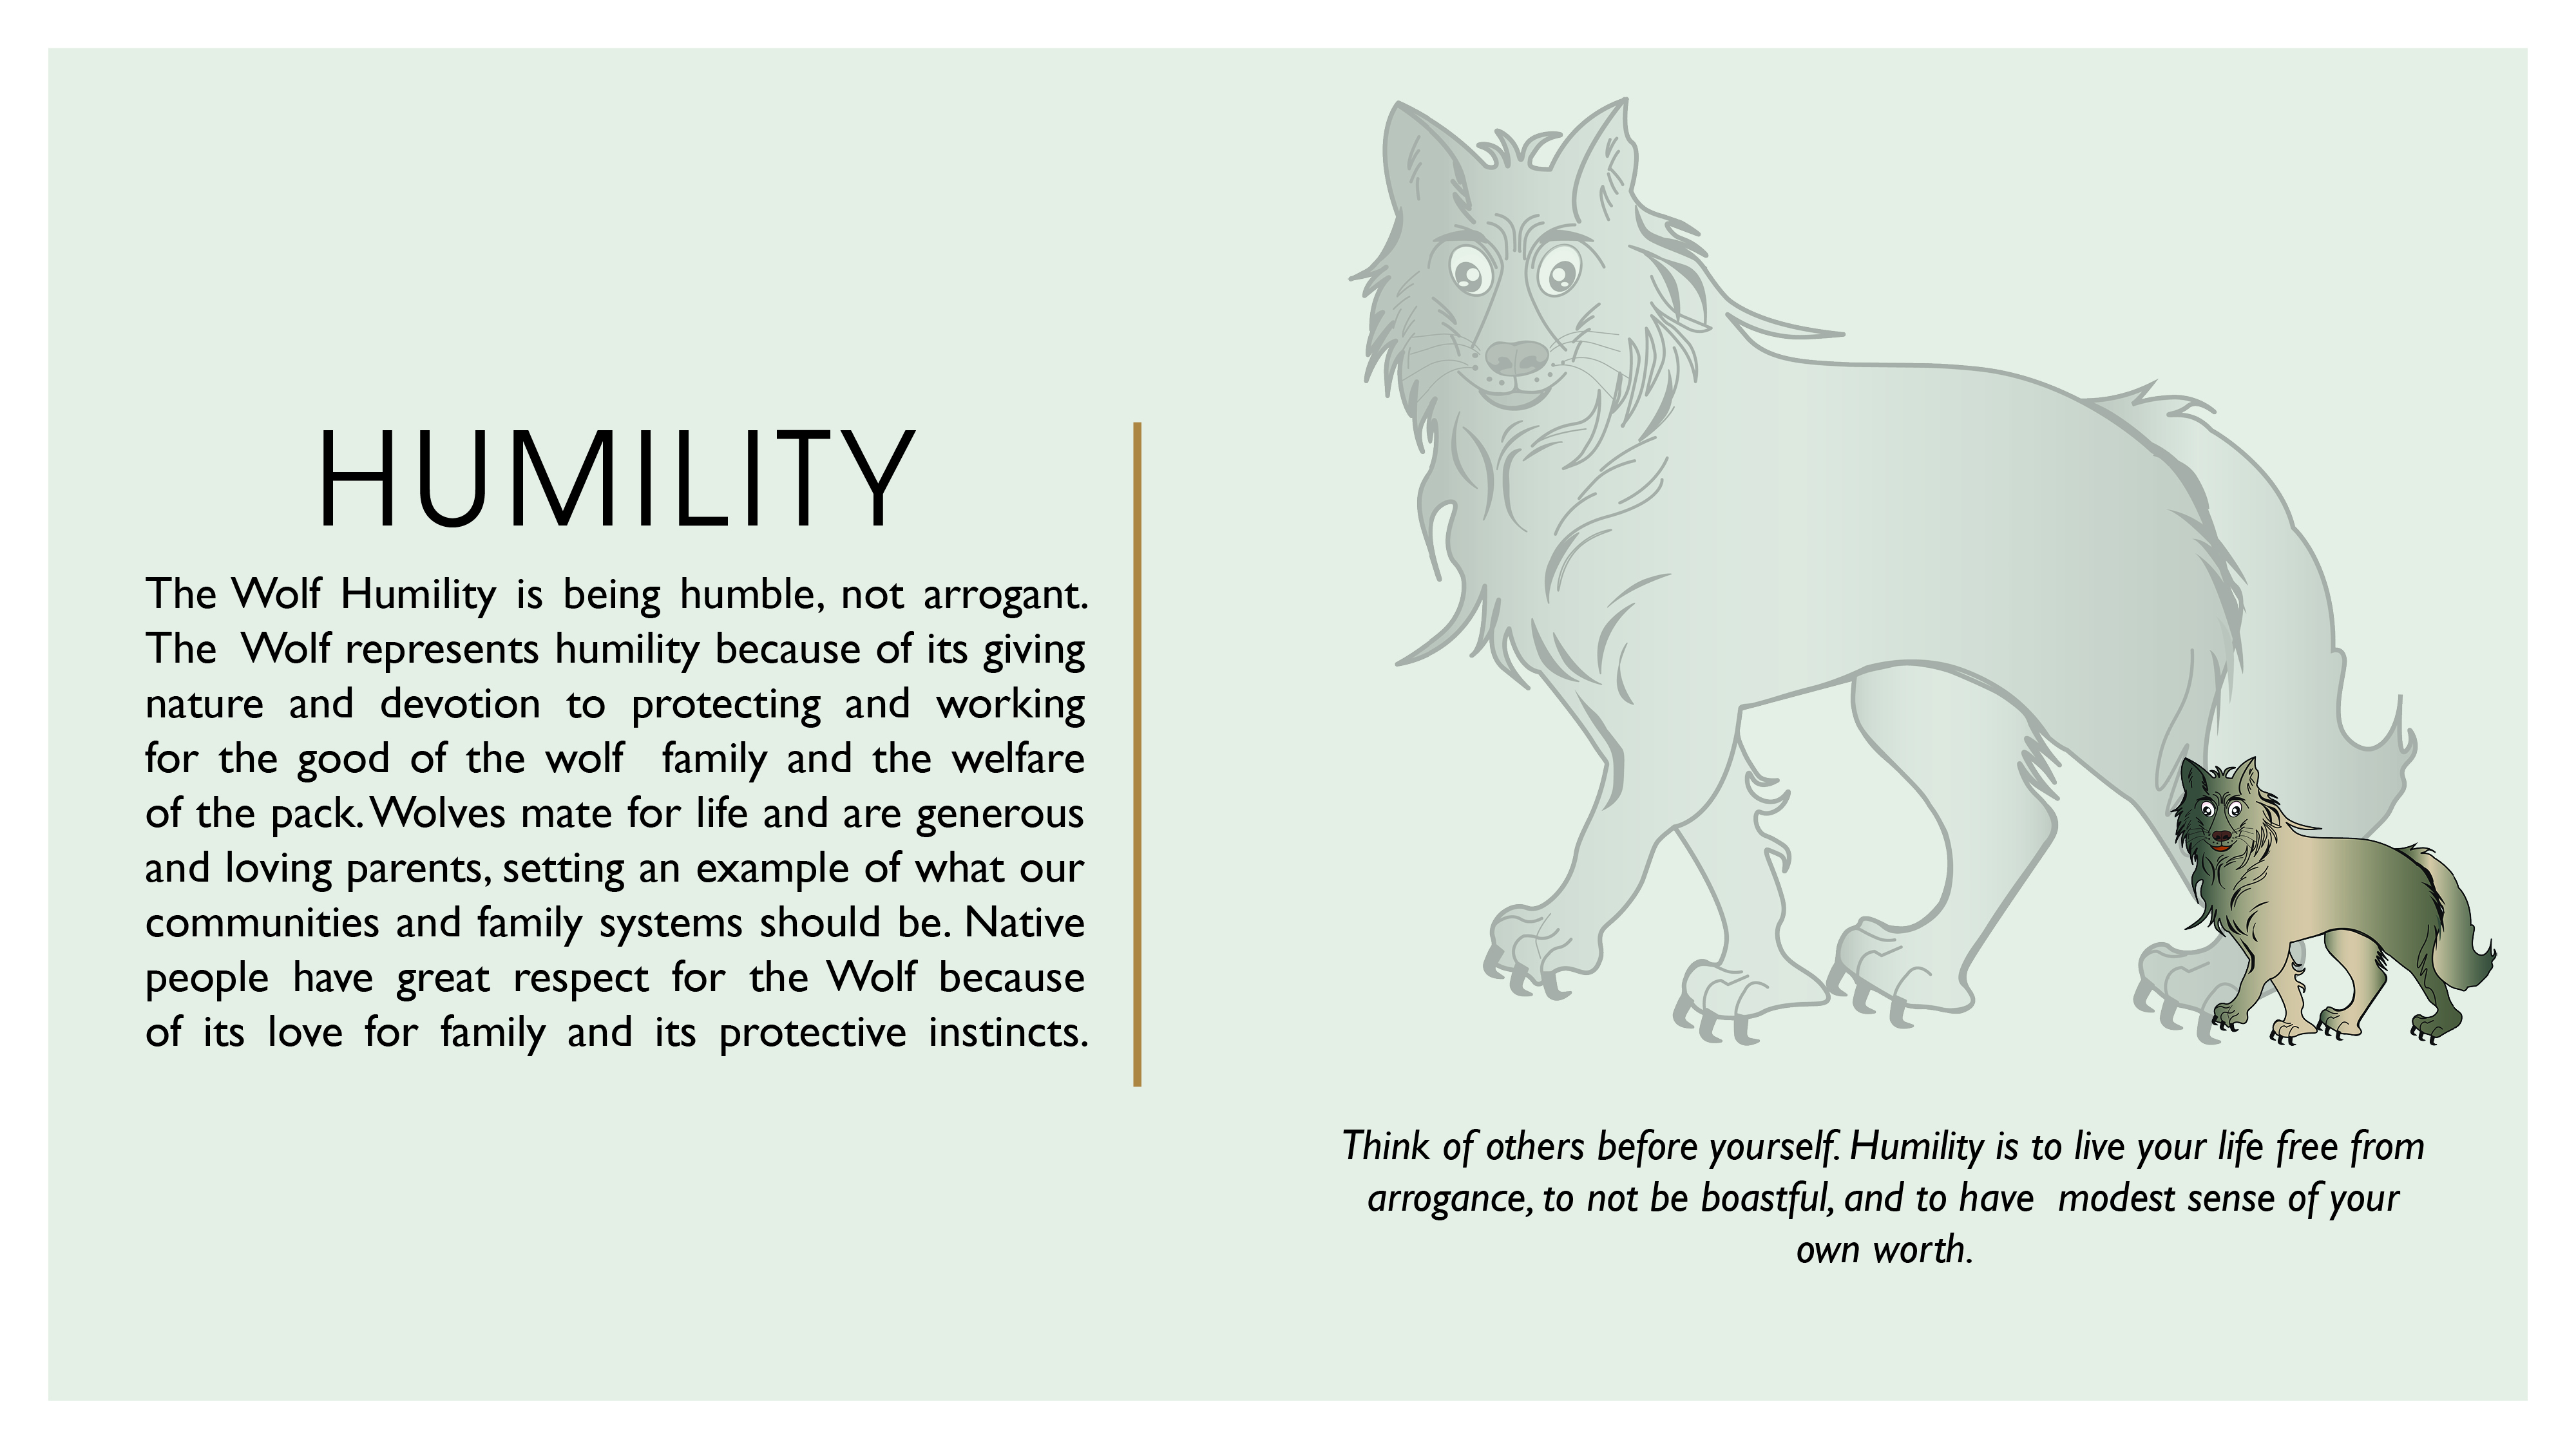 HUMILITY
The Wolf Humility is being humble, not arrogant.
The Wolf represents humility because of its giving
nature and devotion to protecting and working
for the good of the wolf family and the welfare
of the pack. Wolves mate for life and are generous
and loving parents, setting an example of what our
communities and family systems should be. Native
people have great respect for the Wolf because
of its love for family and its protective instincts.
Think of others before yourself. Humility is to live your life free from
arrogance, to not be boastful, and to have modest sense of your
own worth.